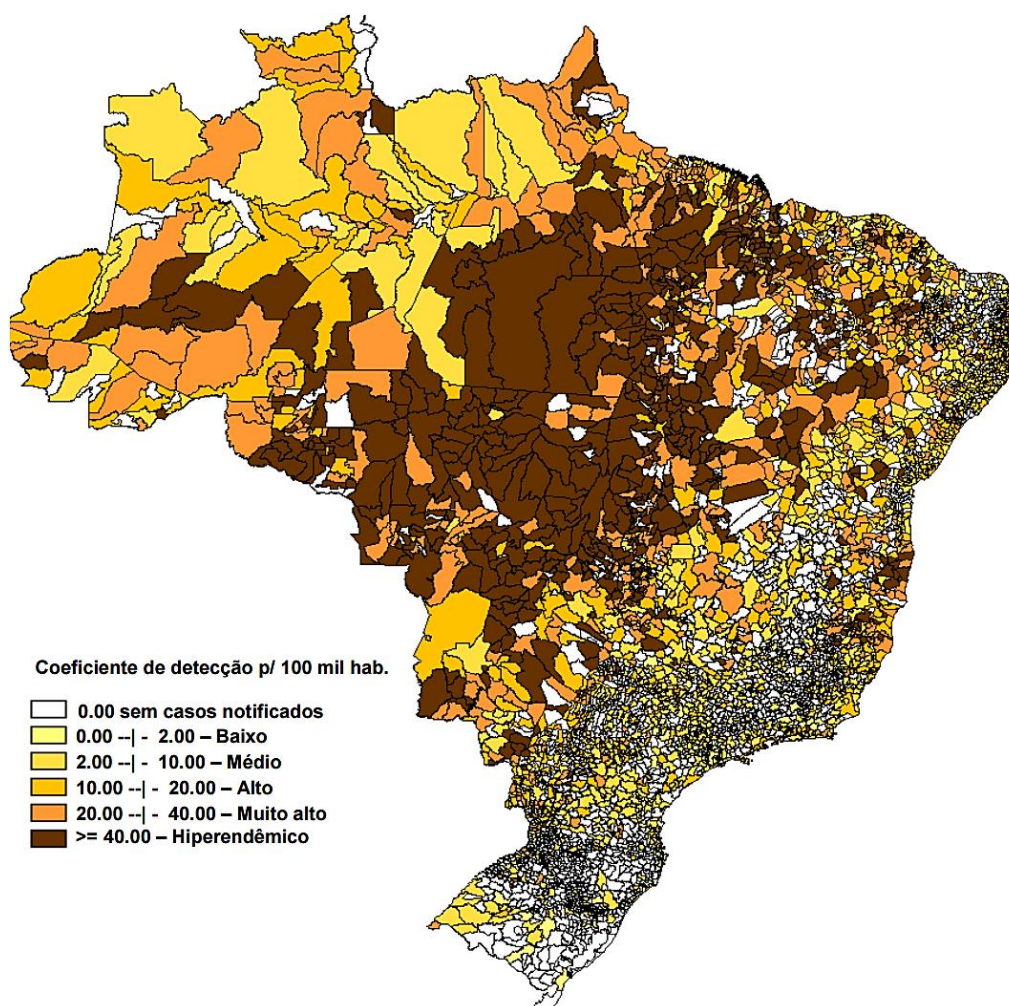 Coeficiente de detecção p/ 100 mil hab.
0.00 sem casos notificados
0.00 --| - 2.00 – Baixo
2.00 --| - 10.00 – Médio
10.00 --| - 20.00 – Alto
20.00 --| - 40.00 – Muito alto
>= 40.00 – Hiperendêmico